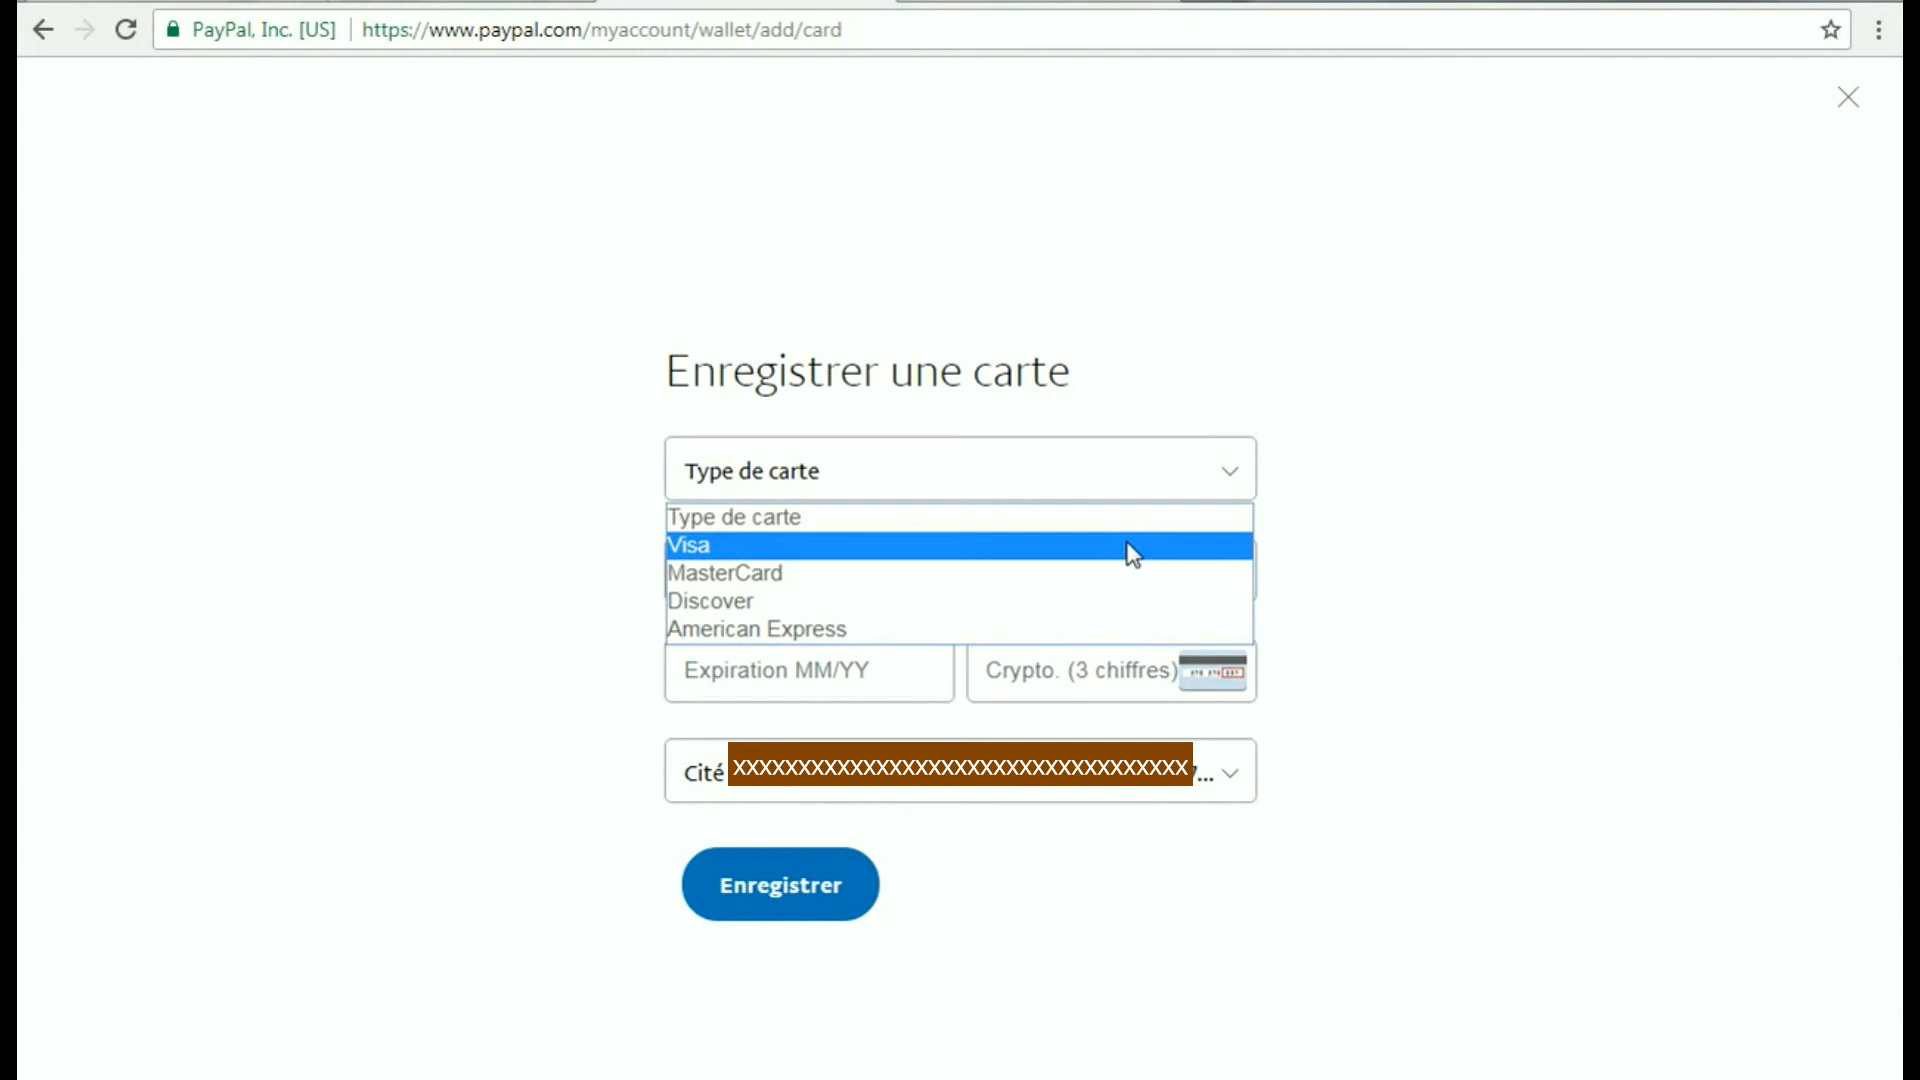 PayPal, Inc. [US] https://www.paypal.com/myaccount/wallet/add/card
Enregistrer une carte
Type de carte
Type de carte
Visa
MasterCard
Discover
American Express
Expiration MM/YY Crypto. (3 chiffres)
Cité XXXXXXXXXXXXXXXXXXXXXXXXXXXXXXXXXXX ...
Enregistrer